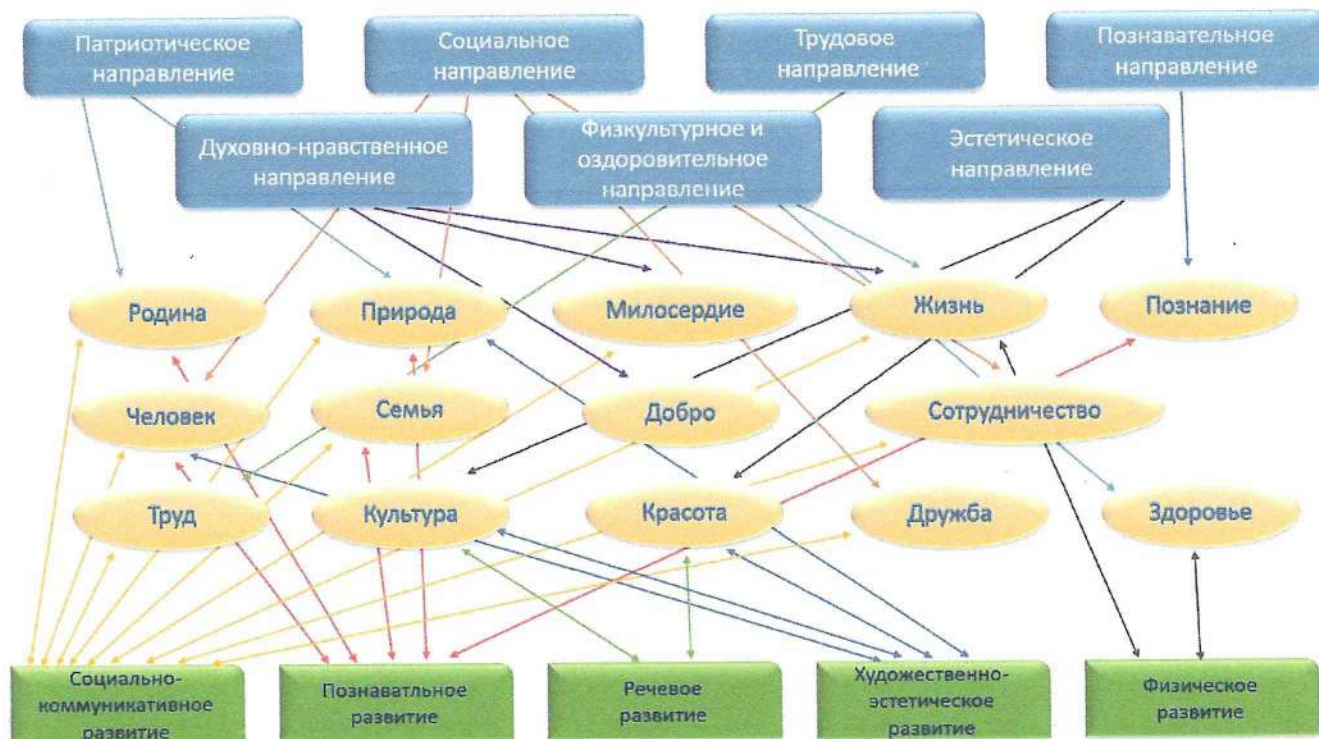 Патриотическое
направление
Социальное
направление
Трудовое
направление
Познавательное
направление
Духовно-нравственное
направление
Физкультурное и
оздоровительное
направление
Эстетическое
направление
Родина
Природа
Милосердие
Жизнь
Познание
Человек
Семья
Добро
Сотрудничество
Труд
Культура
Красота
Дружба
Здоровье
Социально-
коммуникативное
развитие
Познаватльное
развитие
Речевое
развитие
Художественно-
эстетическое
развитие
Физическое
развитие